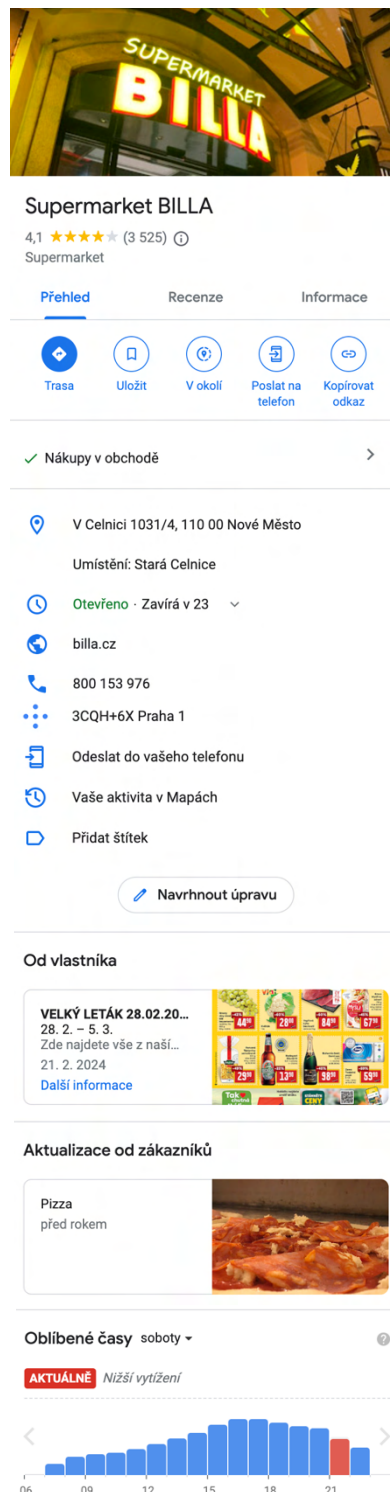 SUPERMARKET
BILLA
Supermarket BILLA
4,1 (3 525)
Supermarket
Přehled
Recenze
Informace
Trasa
Uložit
V okolí
Poslat na telefon
Kopírovat odkaz
Nákupy v obchodě
V Celnici 1031/4, 110 00 Nové Město
Umístění: Stará Celnice
Otevřeno · Zavírá v 23
billa.cz
800 153 976
3CQH+6X Praha 1
Odeslat do vašeho telefonu
Vaše aktivita v Mapách
Přidat štítek
Navrhnout úpravu
Od vlastníka
VELKÝ LETÁK 28.02.20...
28. 2. – 5. 3.
Zde najdete vše z naší...
21. 2. 2024
Další informace
Aktualizace od zákazníků
Pizza
před rokem
Oblíbené časy soboty
AKTUÁLNĚ Nižší vytížení
06 09 12 15 18 21